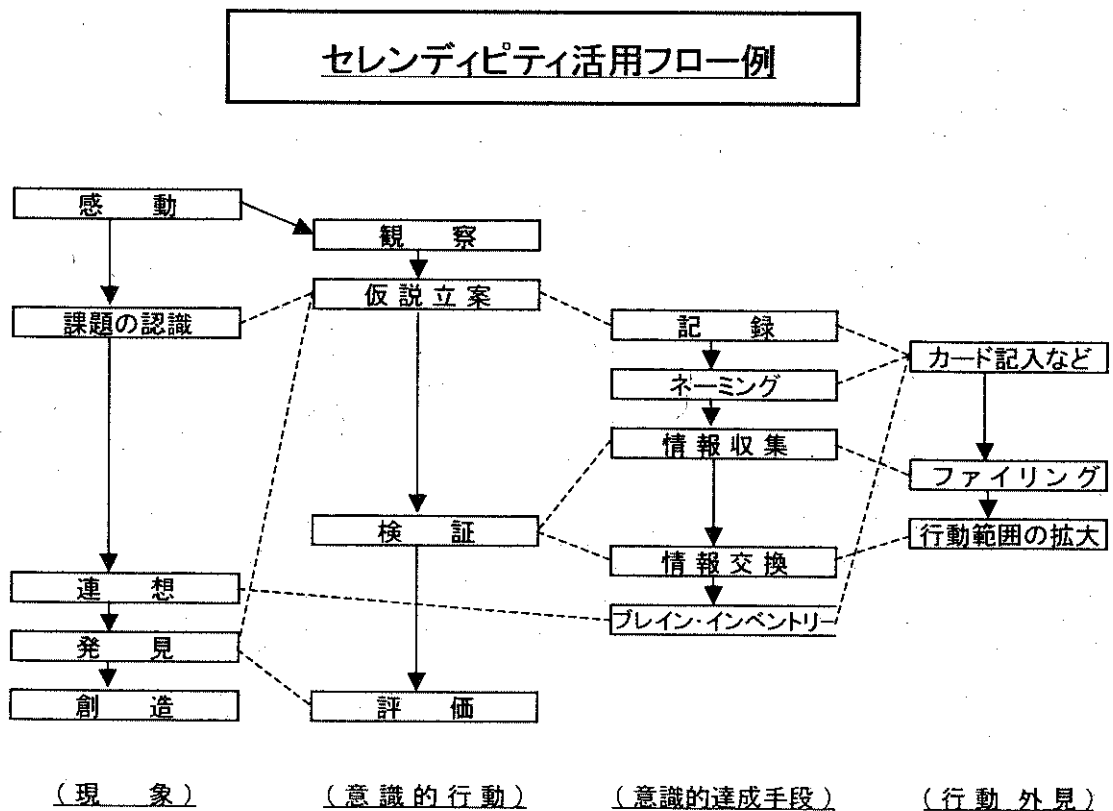 セレンディピティ活用フロー例
感動
課題の認識
連想
発見
創造
(現象)
観察
仮説立案
検証
評価
(意識的行動)
記録
ネーミング
情報収集
情報交換
ブレイン・インベントリー
(意識的達成手段)
カード記入など
ファイリング
行動範囲の拡大
(行動外見)